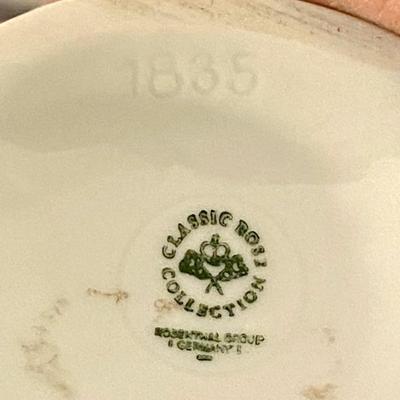 1835
CLASSIC ROSE
COLLECTION
ROSENTHAL GROUP
GERMANY